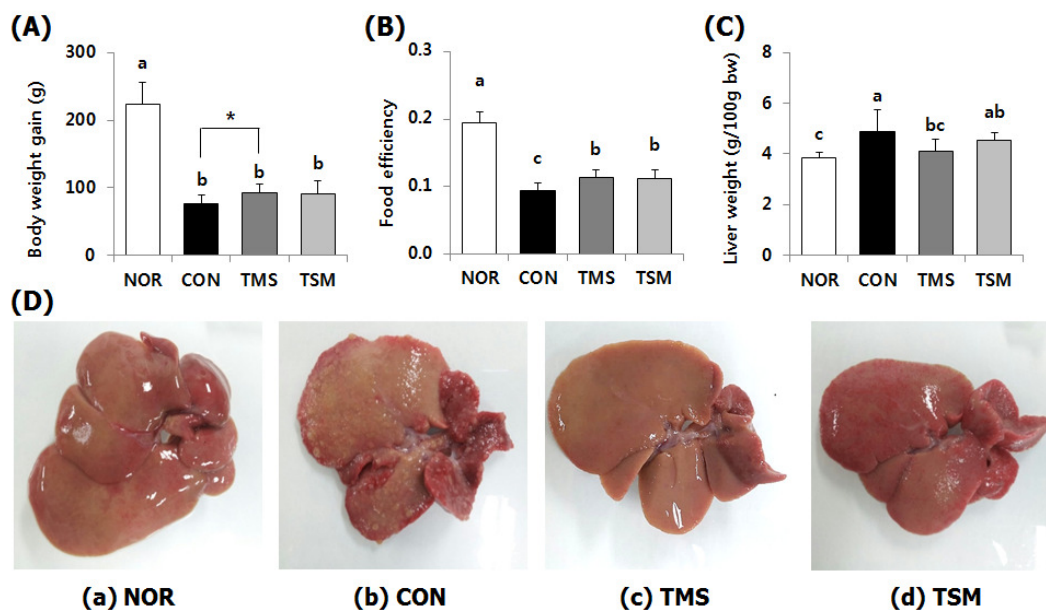 (A)
Body weight gain (g)
300
200
100
0
a
b
*
b
b
NOR CON TMS TSM
(B)
Food efficiency
0.3
0.2
0.1
0.0
a
c
b
b
NOR CON TMS TSM
(C)
Liver weight (g/100g bw)
8
6
4
2
0
c
a
bc
ab
NOR CON TMS TSM
(D)
(a) NOR
(b) CON
(c) TMS
(d) TSM